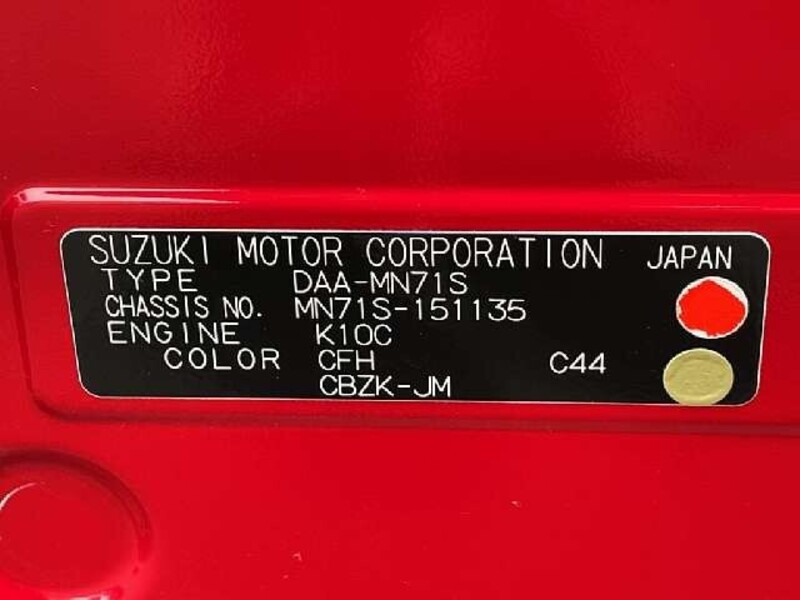 SUZUKI MOTOR CORPORATION JAPAN
TYPE DAA-MN71S
CHASSIS NO. MN71S-151135
ENGINE K10C
COLOR CFH C44
CBZK-JM